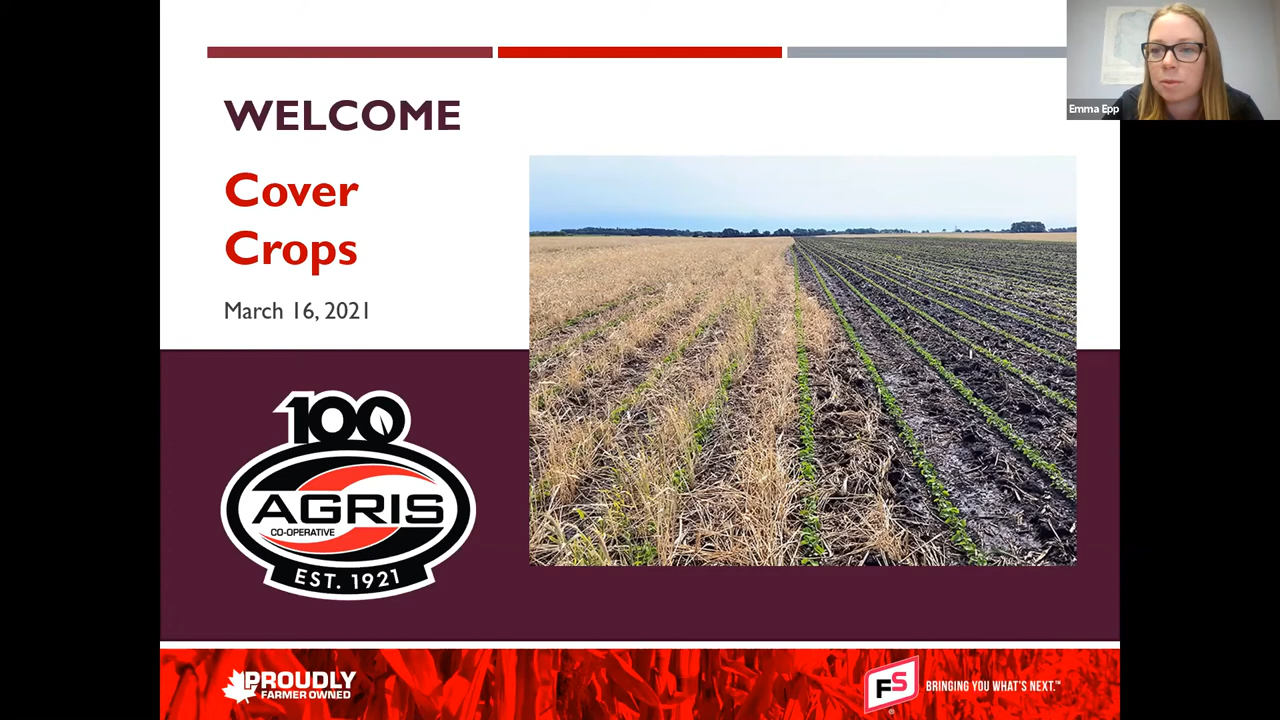 WELCOME
Cover
Crops
March 16, 2021
Emma Epp
100
AGRIS
CO-OPERATIVE
EST. 1921
PROUDLY
FARMER OWNED
FS
BRINGING YOU WHAT'S NEXT.™